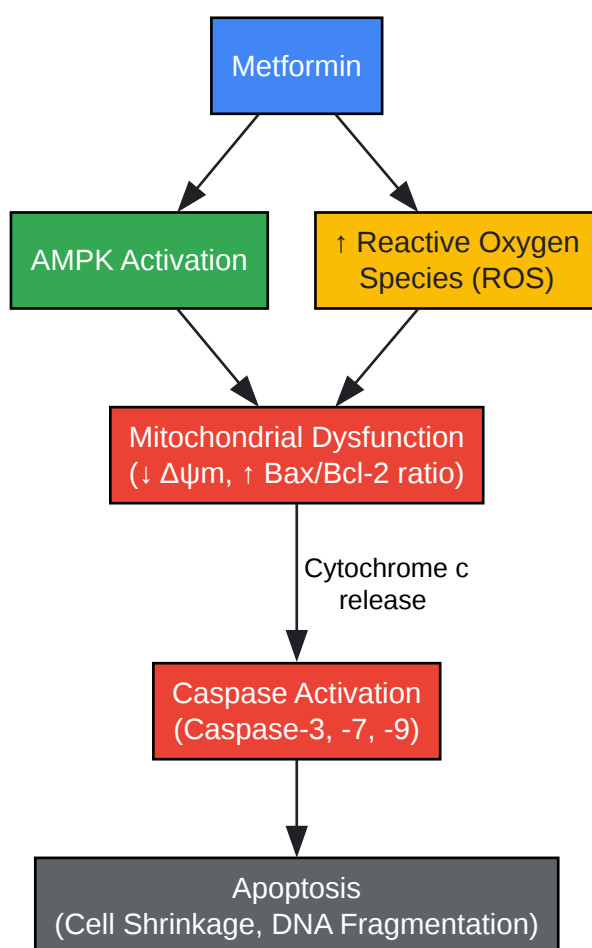 Metformin
AMPK Activation
↑ Reactive Oxygen
Species (ROS)
Mitochondrial Dysfunction
(↓ Δψm, ↑ Bax/Bcl-2 ratio)
Cytochrome c
release
Caspase Activation
(Caspase-3, -7, -9)
Apoptosis
(Cell Shrinkage, DNA Fragmentation)